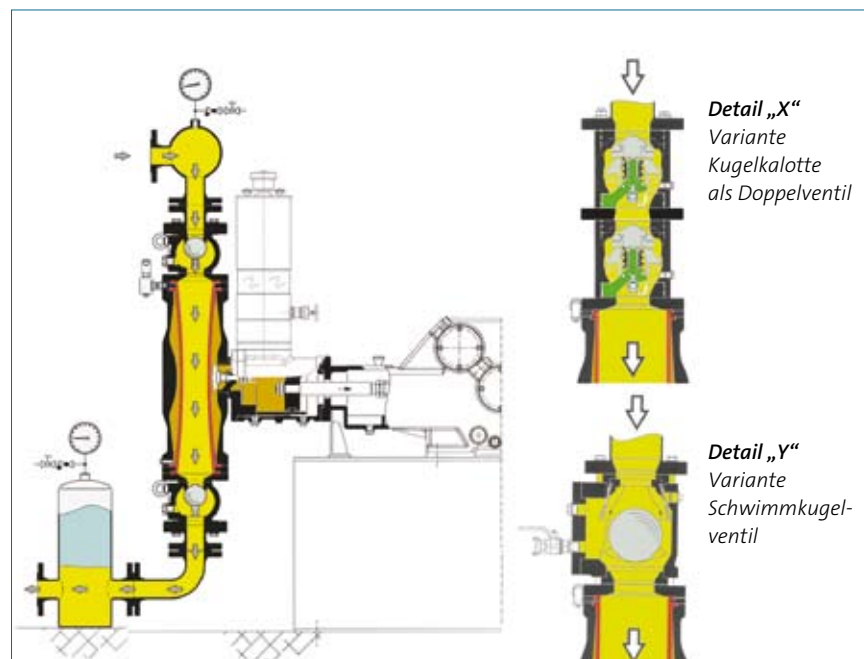 Detail „X“
Variante
Kugelkalotte
als Doppelventil
Detail „Y“
Variante
Schwimmkugel-
ventil